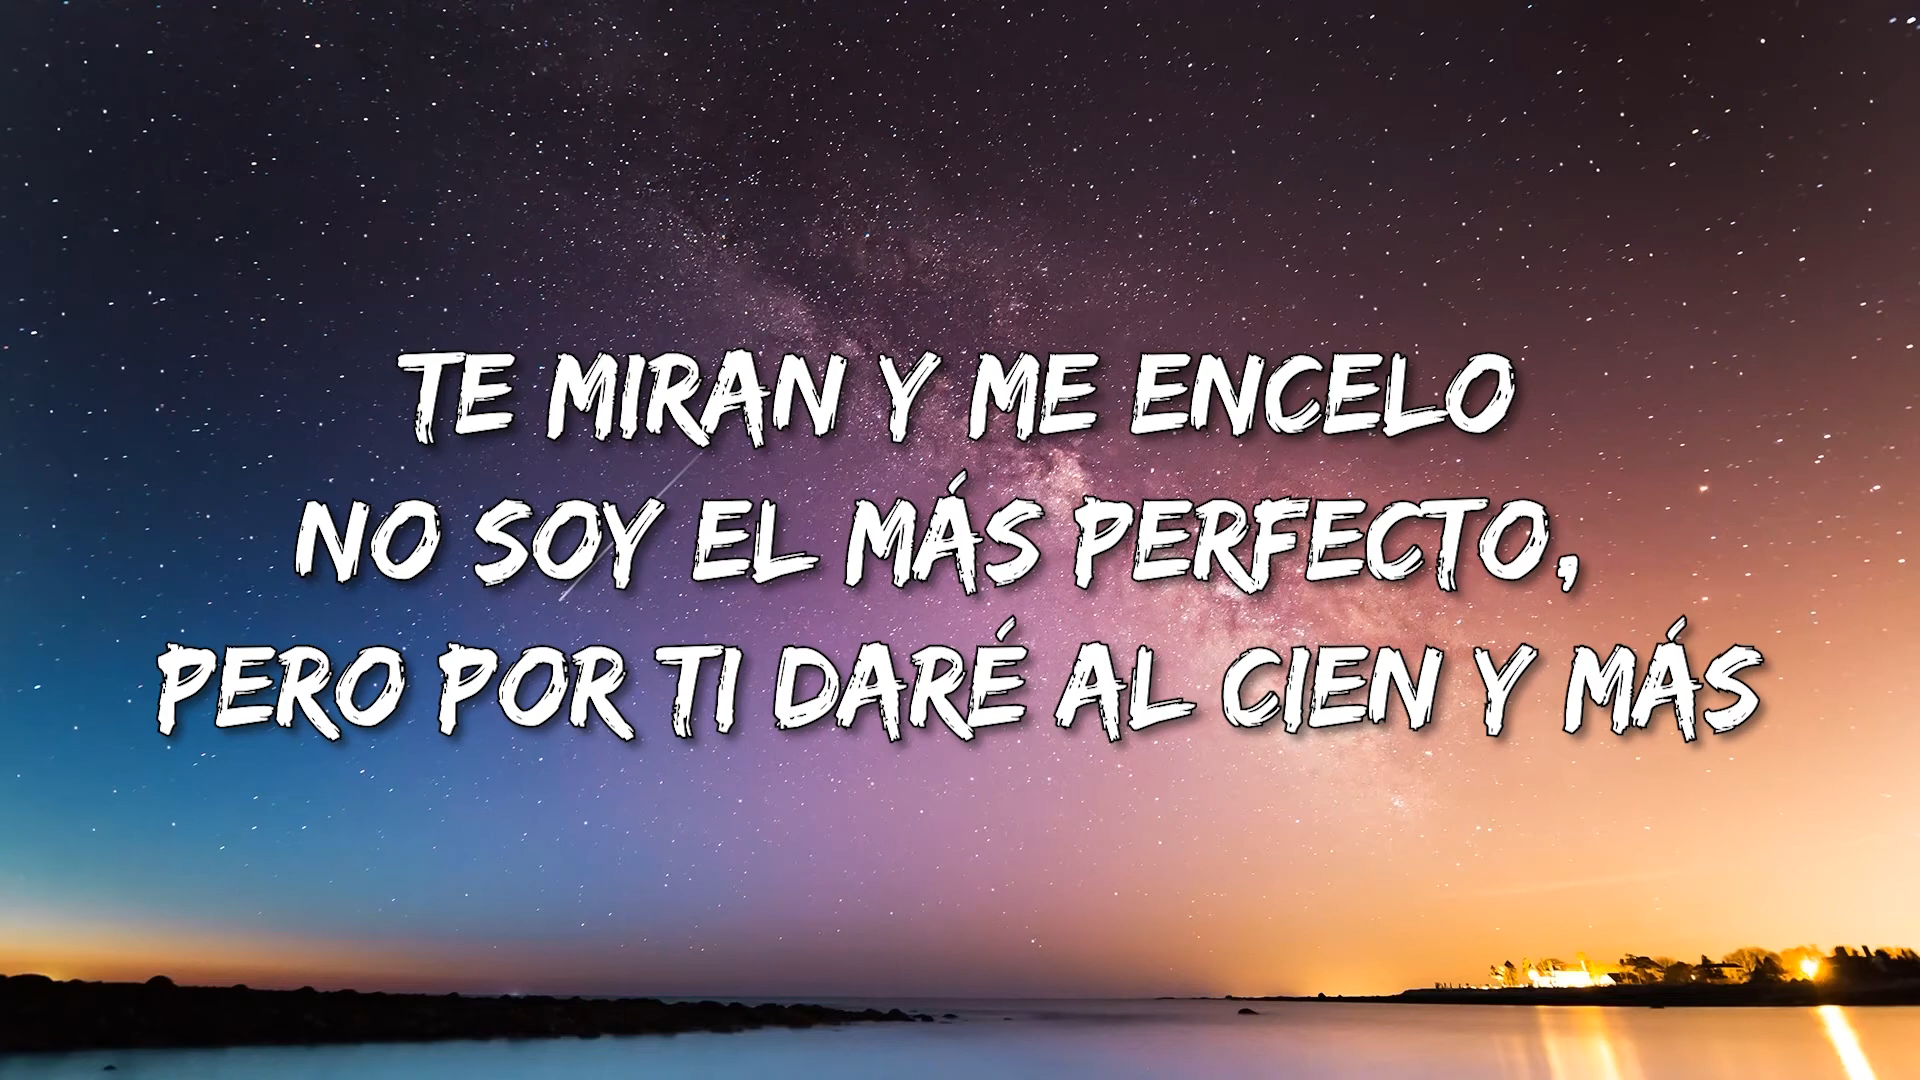 TE MIRAN Y ME ENCELO
NO SOY EL MÁS PERFECTO,
PERO POR TI DARÉ AL CIEN Y MÁS